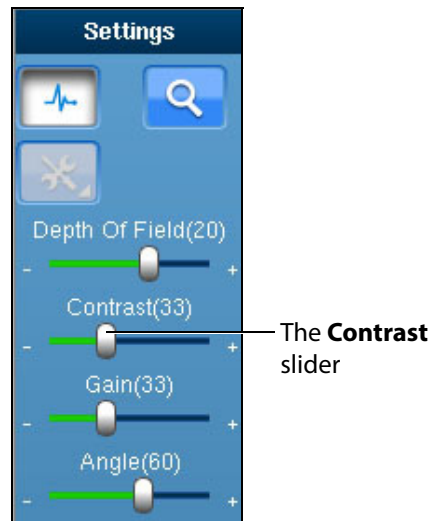 Settings
Depth Of Field(20)
- +
Contrast(33)
- +
The Contrast
slider
Gain(33)
- +
Angle(60)
- +